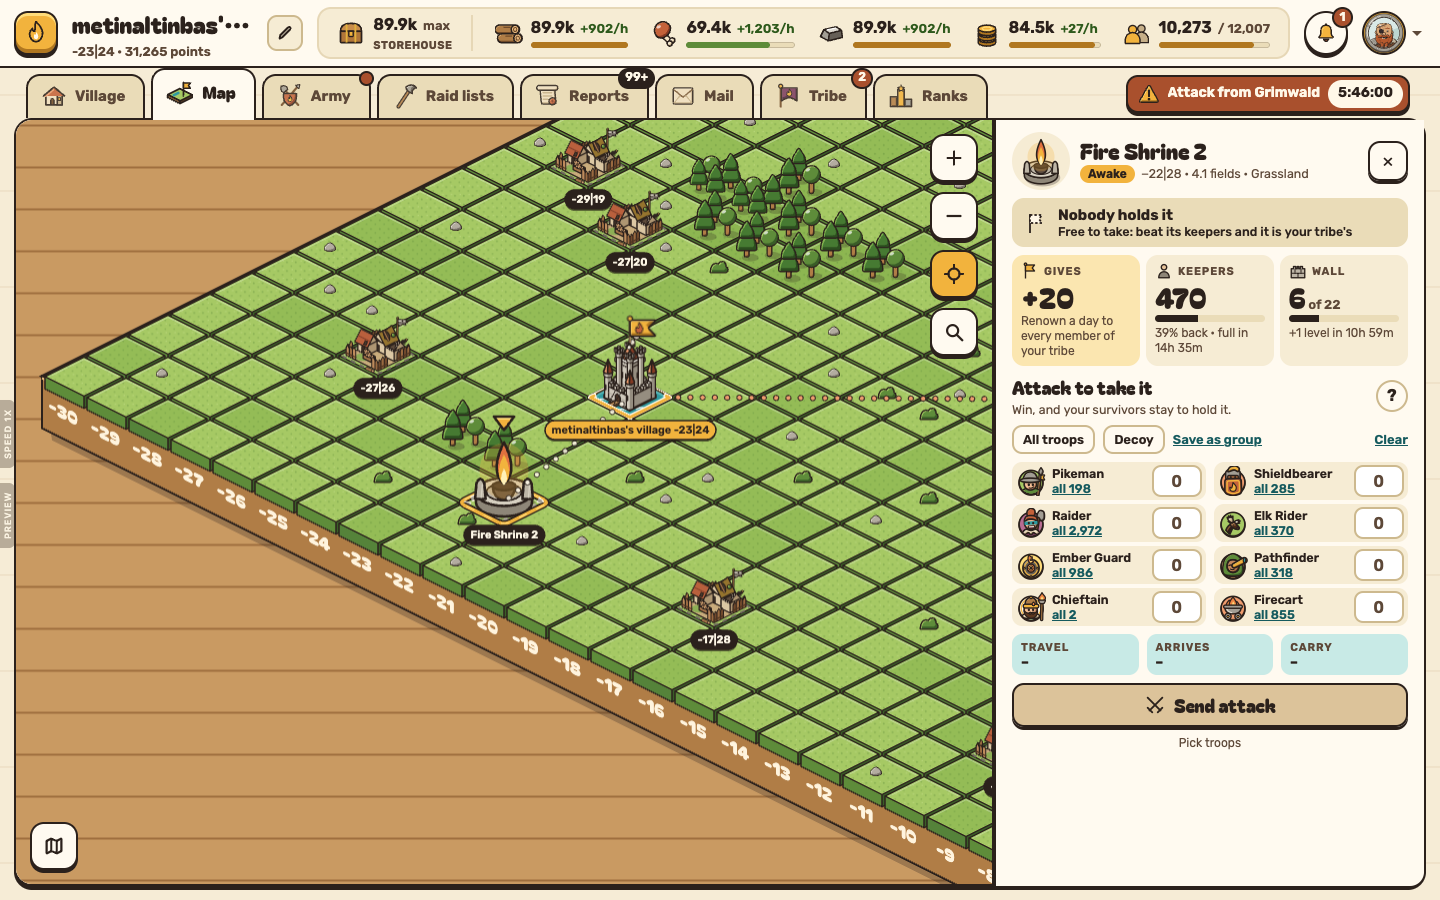 metinaltinbas'···
-23|24 • 31,265 points
89.9k max
STOREHOUSE
89.9k +902/h
69.4k +1,203/h
89.9k +902/h
84.5k +27/h
10,273 / 12,007
1
Village
Map
Army
Raid lists
Reports
99+
Mail
Tribe
2
Ranks
Attack from Grimwald 5:46:00
-29|19
-27|20
-27|26
metinaltinbas's village -23|24
Fire Shrine 2
-17|28
-30
-29
-28
-27
-26
-25
-24
-23
-22
-21
-20
-19
-18
-17
-16
-15
-14
-13
-12
-11
-10
-9
SPEED 1X
PREVIEW
Fire Shrine 2
Awake -22|28 • 4.1 fields • Grassland
Nobody holds it
Free to take: beat its keepers and it is your tribe's
GIVES
+20
Renown a day to
every member of
your tribe
KEEPERS
470
39% back • full in
14h 35m
WALL
6 of 22
+1 level in 10h 59m
Attack to take it
?
Win, and your survivors stay to hold it.
All troops Decoy Save as group Clear
Pikeman
all 198
0
Shieldbearer
all 285
0
Raider
all 2,972
0
Elk Rider
all 370
0
Ember Guard
all 986
0
Pathfinder
all 318
0
Chieftain
all 2
0
Firecart
all 855
0
TRAVEL
-
ARRIVES
-
CARRY
-
Send attack
Pick troops